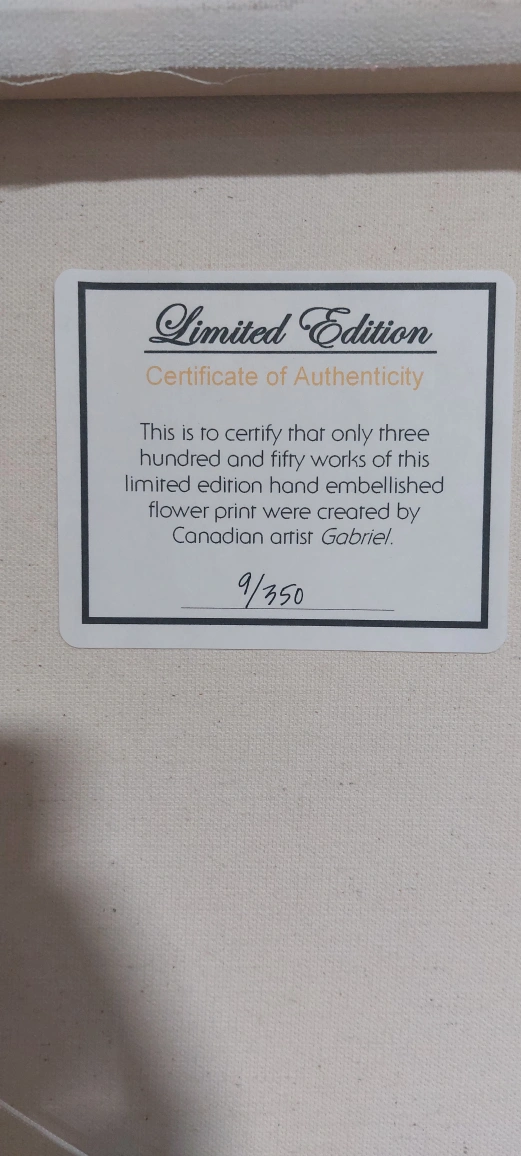 Limited Edition
Certificate of Authenticity
This is to certify that only three
hundred and fifty works of this
limited edition hand embellished
flower print were created by
Canadian artist Gabriel.
9/350